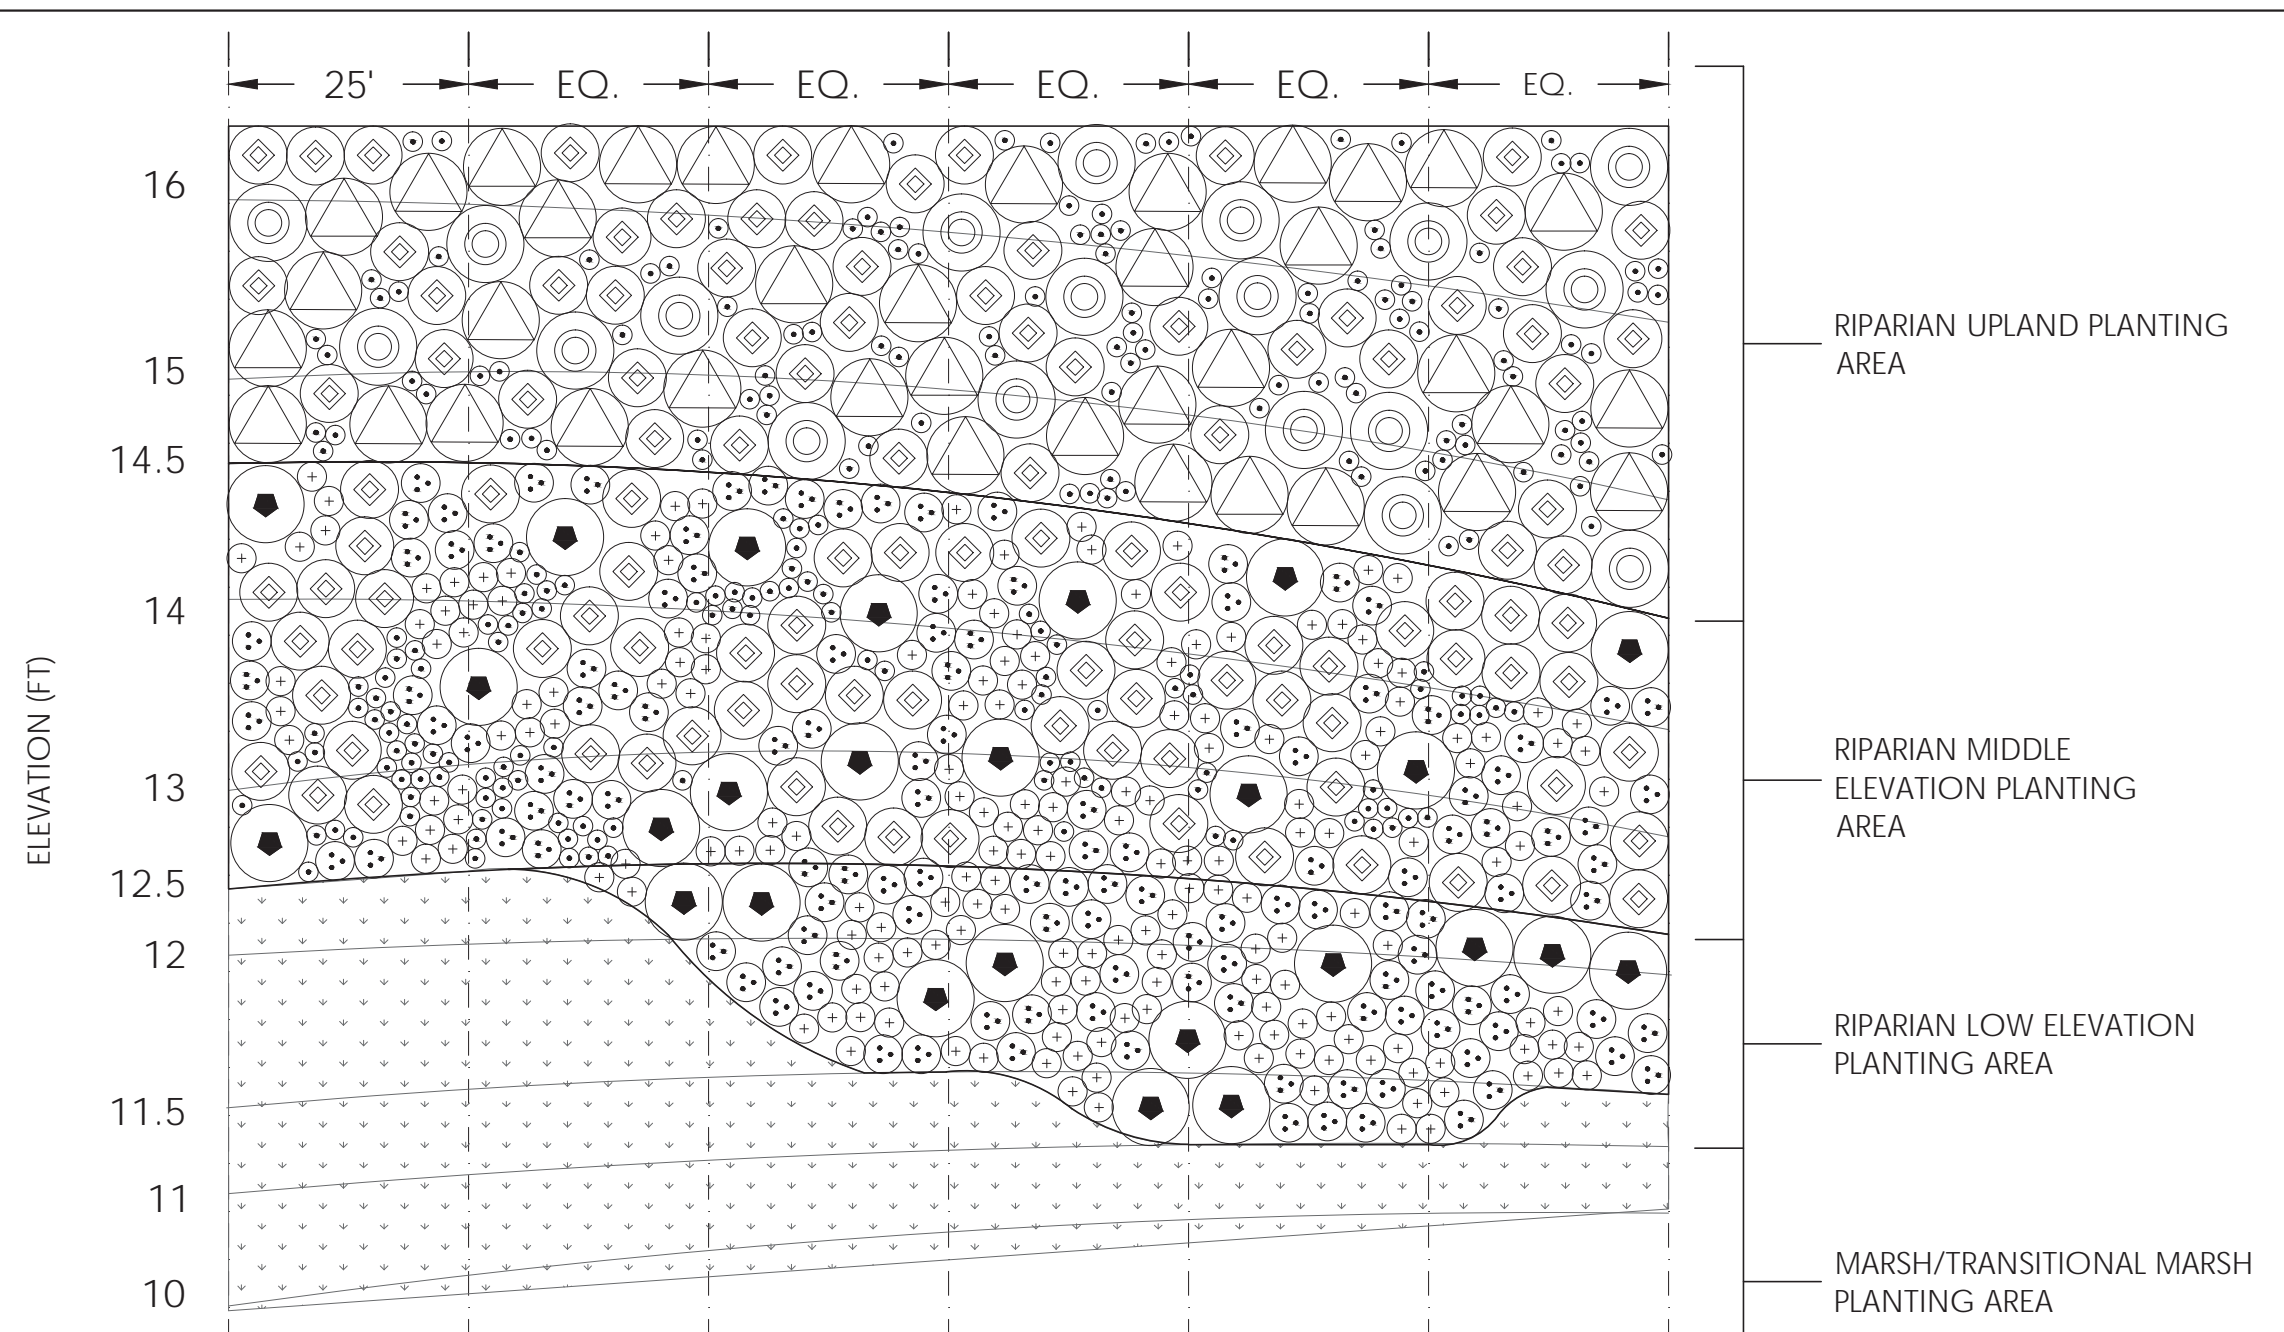 25' EQ. EQ. EQ. EQ. EQ.
16
15
14.5
14
13
12.5
12
11.5
11
10
ELEVATION (FT)
RIPARIAN UPLAND PLANTING
AREA
RIPARIAN MIDDLE
ELEVATION PLANTING
AREA
RIPARIAN LOW ELEVATION
PLANTING AREA
MARSH/TRANSITIONAL MARSH
PLANTING AREA